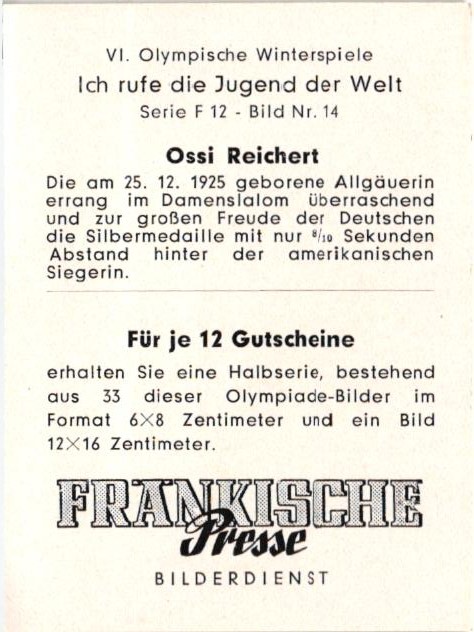 VI. Olympische Winterspiele
Ich rufe die Jugend der Welt
Serie F 12 - Bild Nr. 14
Ossi Reichert
Die am 25. 12. 1925 geborene Allgäuerin
errang im Damenslalom überraschend
und zur großen Freude der Deutschen
die Silbermedaille mit nur 8/10 Sekunden
Abstand hinter der amerikanischen
Siegerin.
Für je 12 Gutscheine
erhalten Sie eine Halbserie, bestehend
aus 33 dieser Olympiade-Bilder im
Format 6×8 Zentimeter und ein Bild
12×16 Zentimeter.
FRÄNKISCHE
Presse
BILDERDIENST